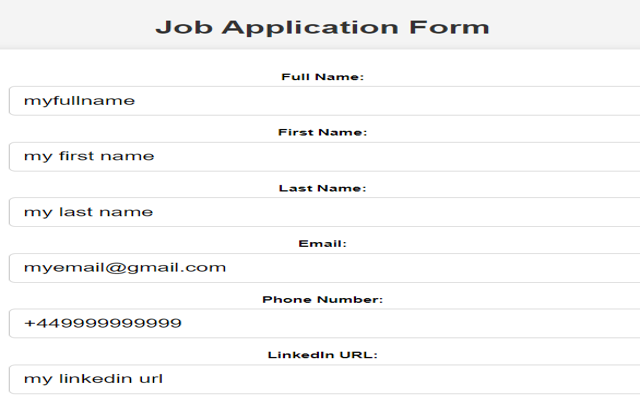 Job Application Form
Full Name:
myfullname
First Name:
my first name
Last Name:
my last name
Email:
myemail@gmail.com
Phone Number:
+449999999999
LinkedIn URL:
my linkedin url